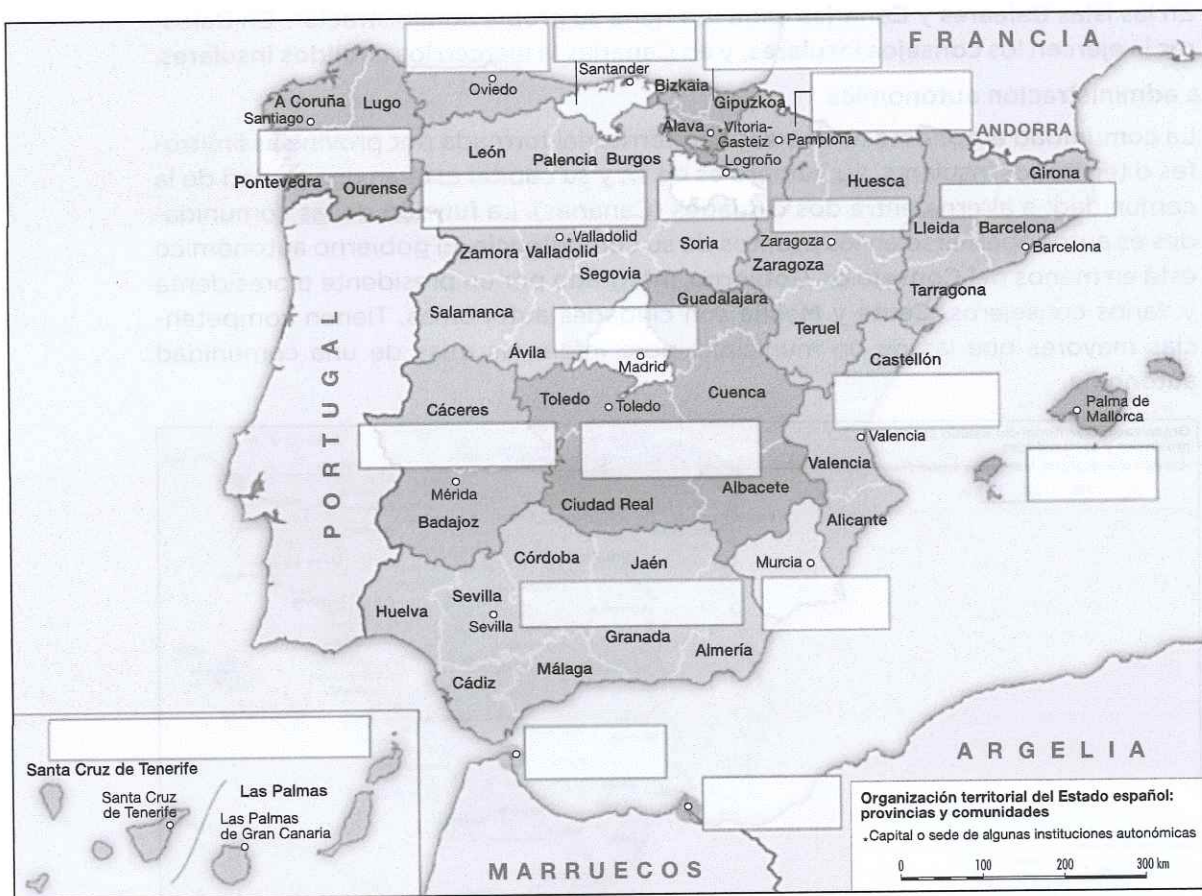 FRANCIA
Santander
Oviedo
Bizkaia
A Coruña
Lugo
Gipuzkoa
Santiago
Álava
Vitoria-
Gasteiz
Pamplona
ANDORRA
León
Palencia
Burgos
Logroño
Pontevedra
Ourense
Huesca
Girona
Lleida
Barcelona
Valladolid
Zaragoza
Barcelona
Zamora
Valladolid
Soria
Zaragoza
Segovia
Tarragona
Salamanca
Guadalajara
Teruel
Ávila
Madrid
Castellón
PORTUGAL
Cáceres
Toledo
Toledo
Cuenca
Palma de
Mallorca
Valencia
Valencia
Mérida
Badajoz
Ciudad Real
Albacete
Alicante
Córdoba
Jaén
Murcia
Huelva
Sevilla
Sevilla
Granada
Almería
Málaga
Cádiz
ARGELIA
Santa Cruz de Tenerife
Las Palmas
Santa Cruz
de Tenerife
Las Palmas
de Gran Canaria
MARRUECOS
Organización territorial del Estado español:
provincias y comunidades
Capital o sede de algunas instituciones autonómicas
0 100 200 300 km